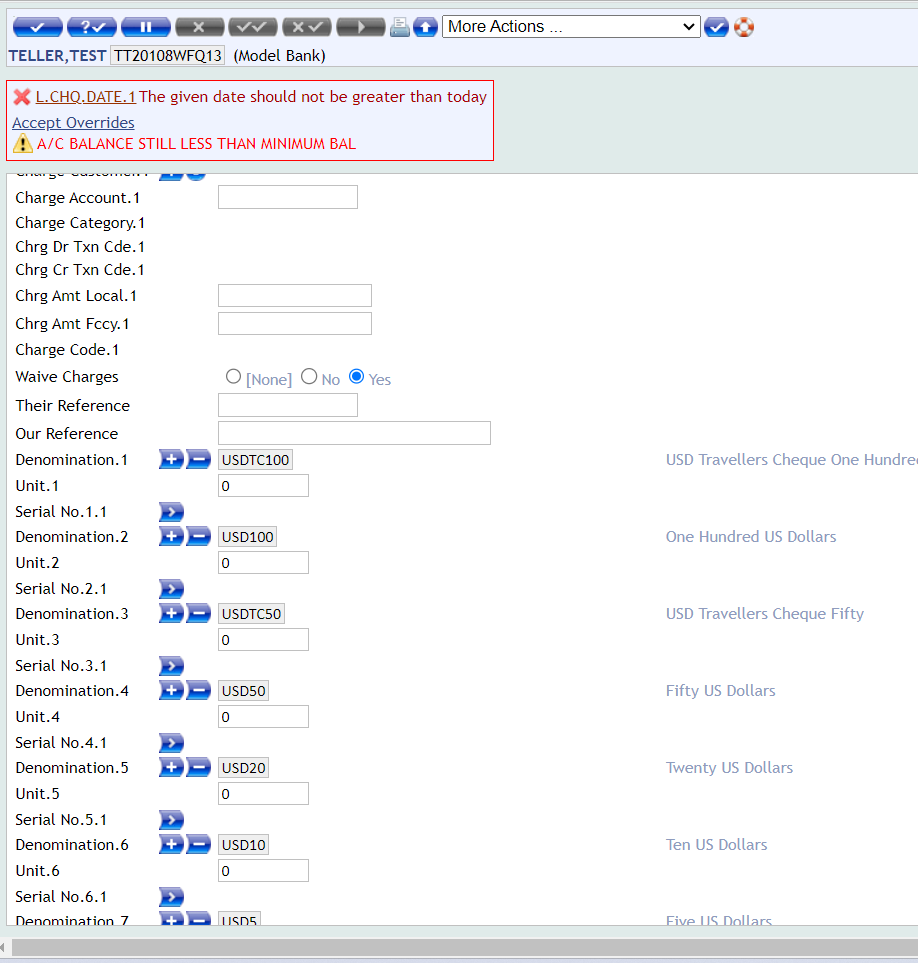 More Actions ...
TELLER,TEST TT20108WFQ13 (Model Bank)
L.CHQ.DATE.1 The given date should not be greater than today
Accept Overrides
A/C BALANCE STILL LESS THAN MINIMUM BAL
Charge Customer.1
Charge Account.1
Charge Category.1
Chrg Dr Txn Cde.1
Chrg Cr Txn Cde.1
Chrg Amt Local.1
Chrg Amt Fccy.1
Charge Code.1
Waive Charges [None] No Yes
Their Reference
Our Reference
Denomination.1 USDTC100 USD Travellers Cheque One Hundre
Unit.1 0
Serial No.1.1
Denomination.2 USD100 One Hundred US Dollars
Unit.2 0
Serial No.2.1
Denomination.3 USDTC50 USD Travellers Cheque Fifty
Unit.3 0
Serial No.3.1
Denomination.4 USD50 Fifty US Dollars
Unit.4 0
Serial No.4.1
Denomination.5 USD20 Twenty US Dollars
Unit.5 0
Serial No.5.1
Denomination.6 USD10 Ten US Dollars
Unit.6 0
Serial No.6.1
Denomination.7 USD5 Five US Dollars